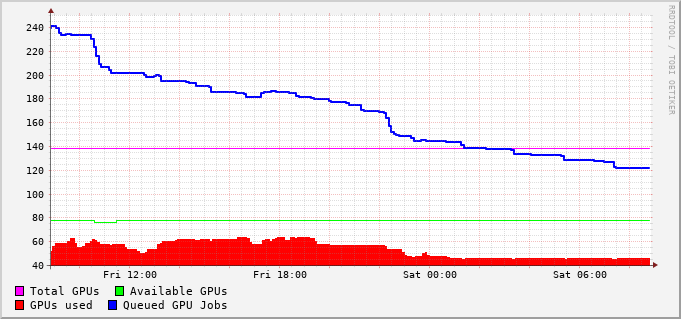 RRDTOOL / TOBI OETIKER
240
220
200
180
160
140
120
100
80
60
40
Fri 12:00 Fri 18:00 Sat 00:00 Sat 06:00
Total GPUs Available GPUs
GPUs used Queued GPU Jobs